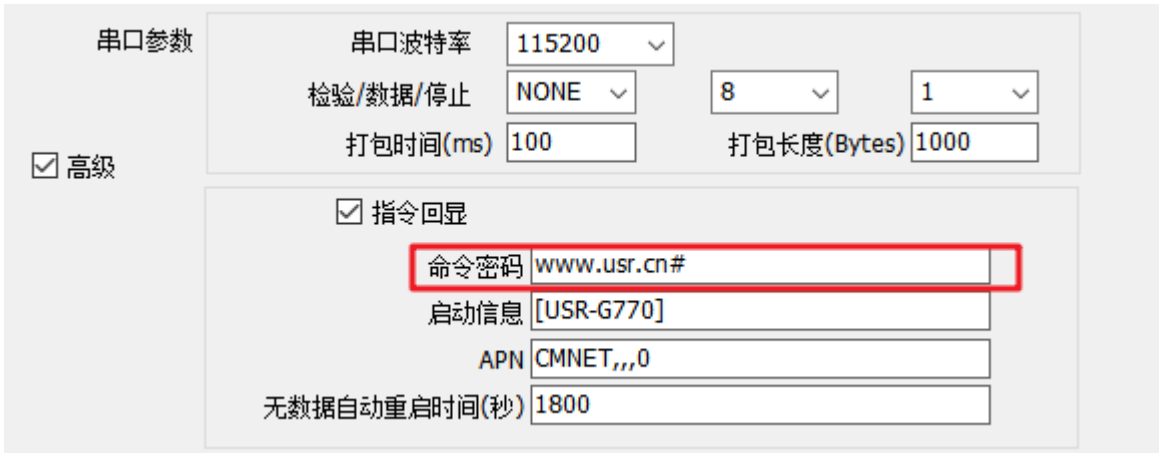 串口参数
串口波特率 115200
检验/数据/停止 NONE 8 1
打包时间(ms) 100 打包长度(Bytes) 1000
高级
指令回显
命令密码 www.usr.cn#
启动信息 [USR-G770]
APN CMNET,,,0
无数据自动重启时间(秒) 1800